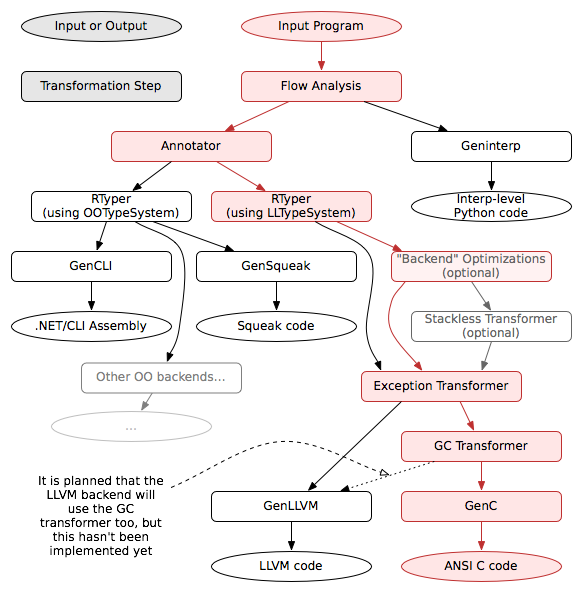 Input or Output
Input Program
Transformation Step
Flow Analysis
Annotator
Geninterp
RTyper
(using OOTypeSystem)
RTyper
(using LLTypeSystem)
Interp-level
Python code
GenCLI
GenSqueak
"Backend" Optimizations
(optional)
.NET/CLI Assembly
Squeak code
Stackless Transformer
(optional)
Other OO backends...
Exception Transformer
...
GC Transformer
It is planned that the
LLVM backend will
use the GC
transformer too, but
this hasn't been
implemented yet
GenLLVM
GenC
LLVM code
ANSI C code